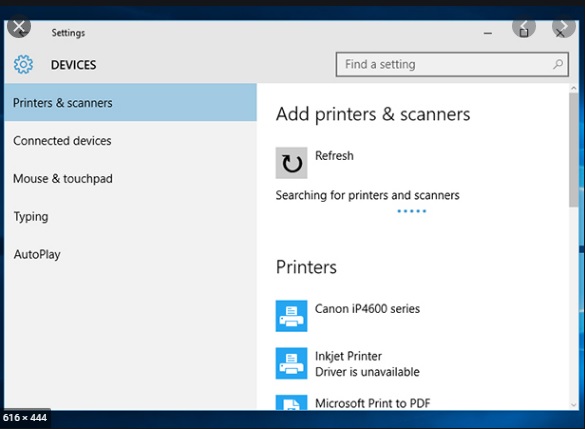 Settings
DEVICES
Find a setting
Printers & scanners
Connected devices
Mouse & touchpad
Typing
AutoPlay
Add printers & scanners
Refresh
Searching for printers and scanners
Printers
Canon iP4600 series
Inkjet Printer
Driver is unavailable
Microsoft Print to PDF
616 × 444